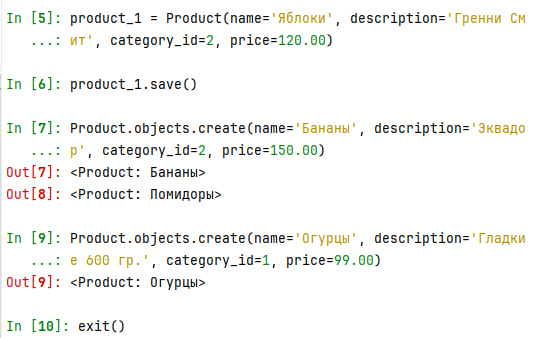 In [5]: product_1 = Product(name='Яблоки', description='Гренни См
   ...: ит', category_id=2, price=120.00)
In [6]: product_1.save()
In [7]: Product.objects.create(name='Бананы', description='Эквадо
   ...: р', category_id=2, price=150.00)
Out[7]: <Product: Бананы>
Out[8]: <Product: Помидоры>
In [9]: Product.objects.create(name='Огурцы', description='Гладки
   ...: е 600 гр.', category_id=1, price=99.00)
Out[9]: <Product: Огурцы>
In [10]: exit()